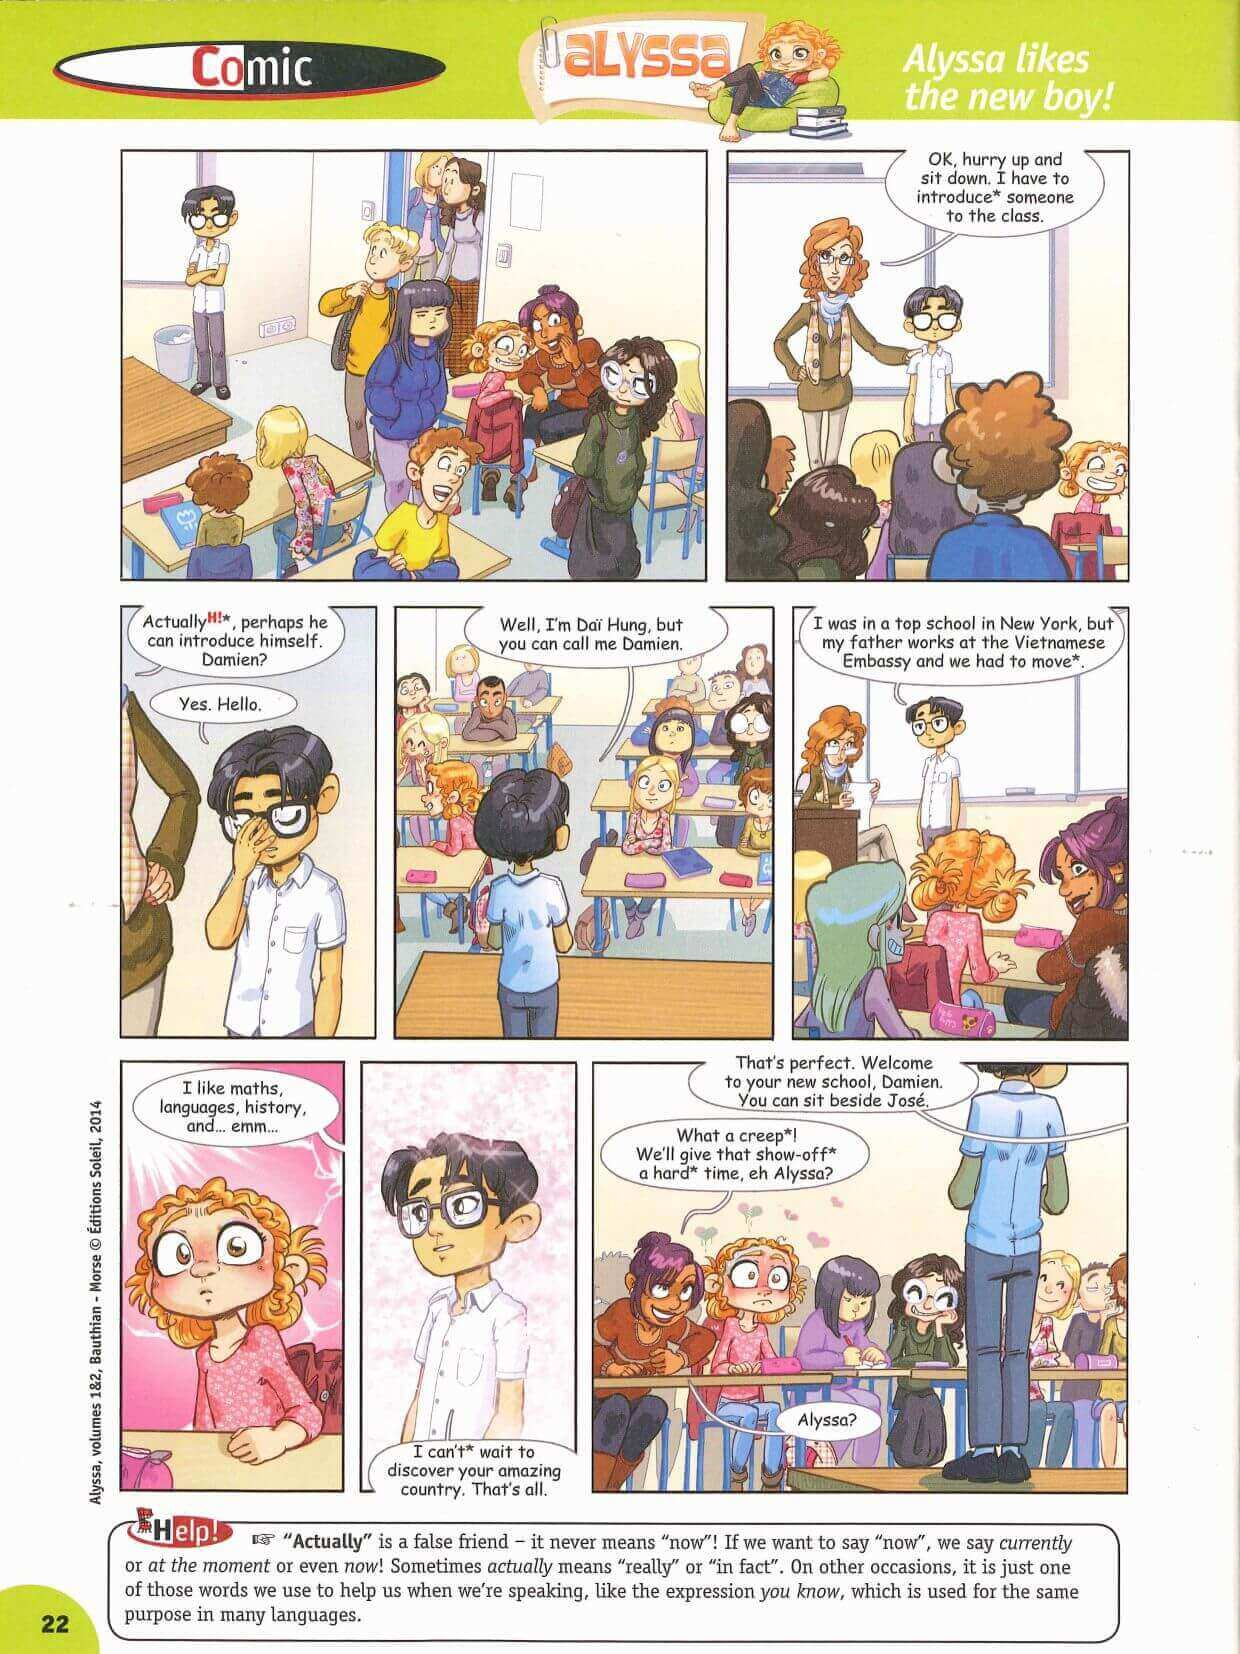 Comic
ALYSSA
Alyssa likes
the new boy!
OK, hurry up and
sit down. I have to
introduce* someone
to the class.
ActuallyH!*, perhaps he
can introduce himself.
Damien?
Yes. Hello.
Well, I'm Daï Hung, but
you can call me Damien.
I was in a top school in New York, but
my father works at the Vietnamese
Embassy and we had to move*.
I like maths,
languages, history,
and... emm...
I can't* wait to
discover your amazing
country. That's all.
That's perfect. Welcome
to your new school, Damien.
You can sit beside José.
What a creep*!
We'll give that show-off*
a hard* time, eh Alyssa?
Alyssa?
Alyssa, volumes 1&2, Bauthian - Morse © Éditions Soleil, 2014
Help!
☞ “Actually” is a false friend – it never means “now”! If we want to say “now”, we say currently
or at the moment or even now! Sometimes actually means “really” or “in fact”. On other occasions, it is just one
of those words we use to help us when we're speaking, like the expression you know, which is used for the same
purpose in many languages.
22